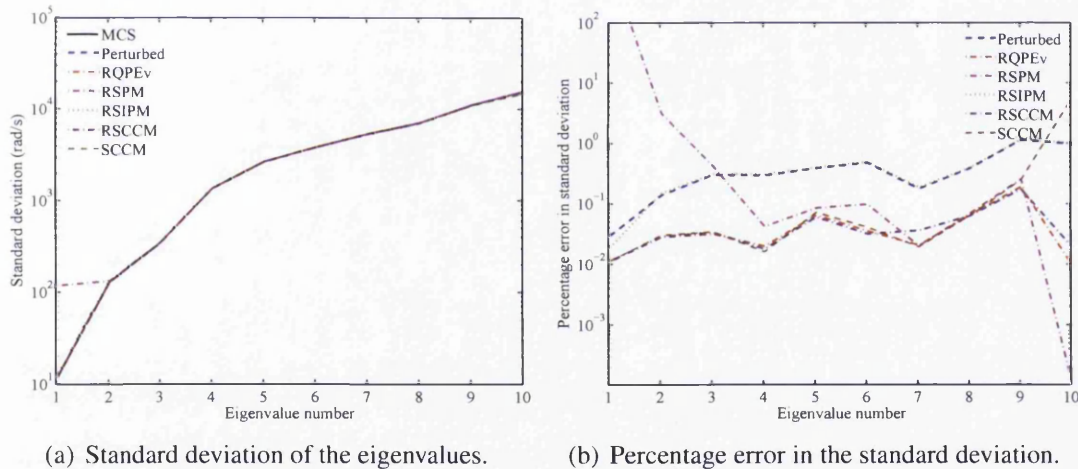 10^5
10^4
10^3
10^2
10^1
Standard deviation (rad/s)
MCS
Perturbed
RQPEv
RSPM
RSIPM
RSCCM
SCCM
1 2 3 4 5 6 7 8 9 10
Eigenvalue number
(a) Standard deviation of the eigenvalues.
10^2
10^1
10^0
10^-1
10^-2
10^-3
Percentage error in standard deviation
Perturbed
RQPEv
RSPM
RSIPM
RSCCM
SCCM
1 2 3 4 5 6 7 8 9 10
Eigenvalue number
(b) Percentage error in the standard deviation.